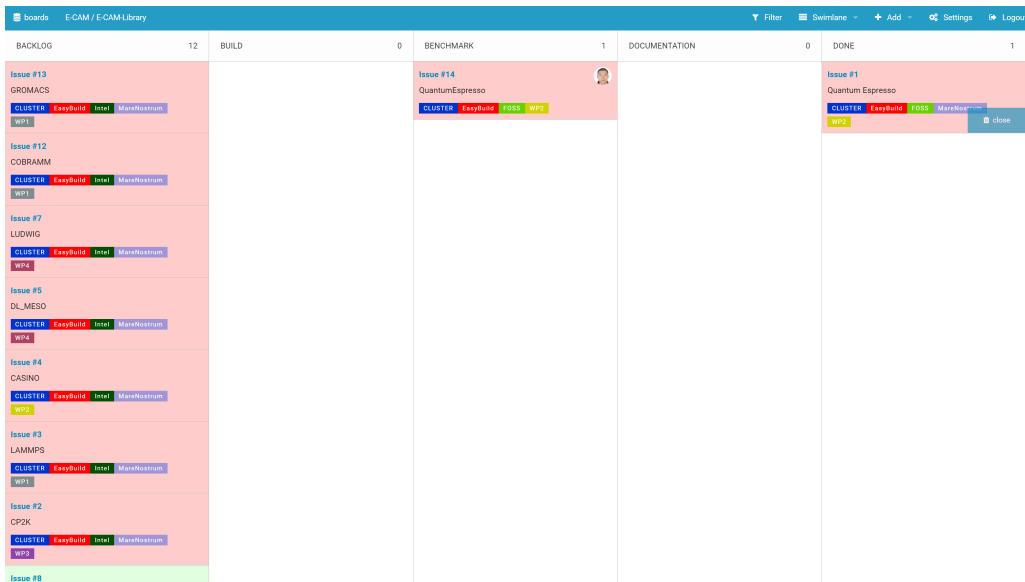 boards E-CAM / E-CAM-Library Filter Swimlane + Add Settings Logout
BACKLOG 12 BUILD 0 BENCHMARK 1 DOCUMENTATION 0 DONE 1
Issue #13
GROMACS
CLUSTER EasyBuild Intel MareNostrum
WP1
Issue #12
COBRAMM
CLUSTER EasyBuild Intel MareNostrum
WP1
Issue #7
LUDWIG
CLUSTER EasyBuild Intel MareNostrum
WP4
Issue #5
DL_MESO
CLUSTER EasyBuild Intel MareNostrum
WP4
Issue #4
CASINO
CLUSTER EasyBuild Intel MareNostrum
WP2
Issue #3
LAMMPS
CLUSTER EasyBuild Intel MareNostrum
WP1
Issue #2
CP2K
CLUSTER EasyBuild Intel MareNostrum
WP3
Issue #8
Issue #14
QuantumEspresso
CLUSTER EasyBuild FOSS WP2
Issue #1
Quantum Espresso
CLUSTER EasyBuild FOSS MareNostrum
WP2
close